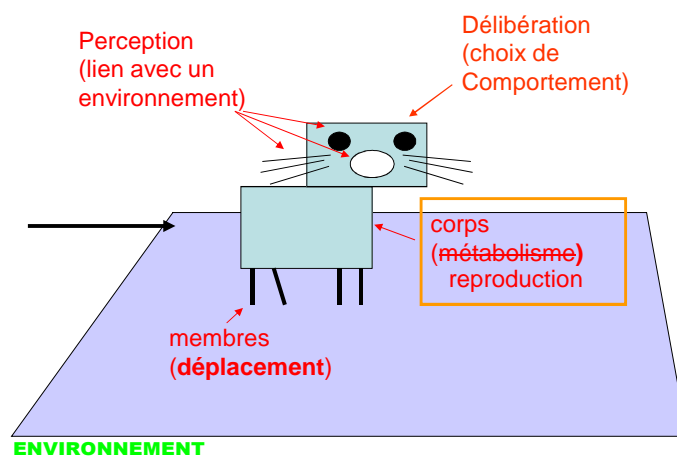 Perception
(lien avec un
environnement)
Délibération
(choix de
Comportement)
corps
(métabolisme)
reproduction
membres
(déplacement)
ENVIRONNEMENT